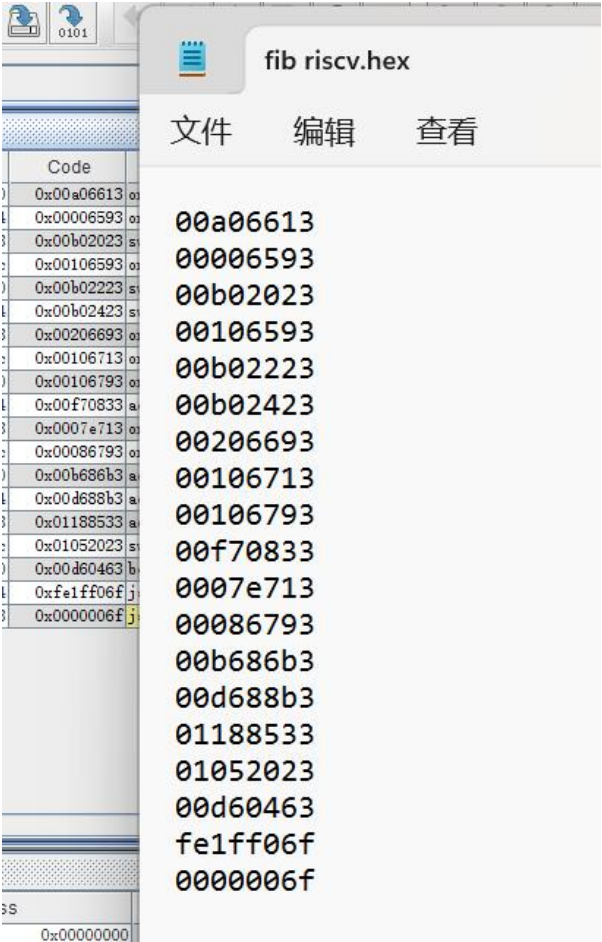 0101
Code
0x00a06613
0x00006593
0x00b02023
0x00106593
0x00b02223
0x00b02423
0x00206693
0x00106713
0x00106793
0x00f70833
0x0007e713
0x00086793
0x00b686b3
0x00d688b3
0x01188533
0x01052023
0x00d60463
0xfe1ff06f
0x0000006f
0x00000000
fib riscv.hex
文件 编辑 查看
00a06613
00006593
00b02023
00106593
00b02223
00b02423
00206693
00106713
00106793
00f70833
0007e713
00086793
00b686b3
00d688b3
01188533
01052023
00d60463
fe1ff06f
0000006f